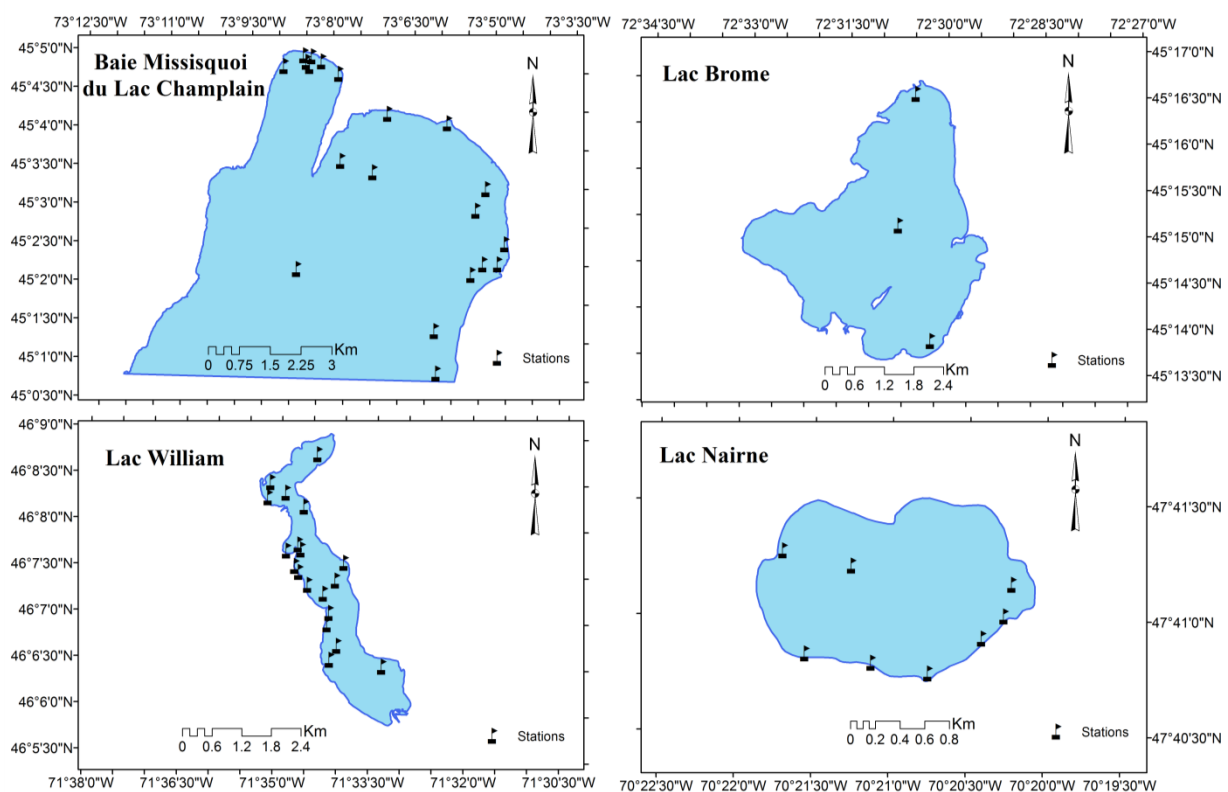 73°12'30"W 73°11'0"W 73°9'30"W 73°8'0"W 73°6'30"W 73°5'0"W 73°3'30"W
45°5'0"N
45°4'30"N
45°4'0"N
45°3'30"N
45°3'0"N
45°2'30"N
45°2'0"N
45°1'30"N
45°1'0"N
45°0'30"N
Baie Missisquoi
du Lac Champlain
N
Km
0 0.75 1.5 2.25 3
Stations
72°34'30"W 72°33'0"W 72°31'30"W 72°30'0"W 72°28'30"W 72°27'0"W
Lac Brome
N
45°17'0"N
45°16'30"N
45°16'0"N
45°15'30"N
45°15'0"N
45°14'30"N
45°14'0"N
45°13'30"N
Km
0 0.6 1.2 1.8 2.4
Stations
46°9'0"N
46°8'30"N
46°8'0"N
46°7'30"N
46°7'0"N
46°6'30"N
46°6'0"N
46°5'30"N
Lac William
N
Km
0 0.6 1.2 1.8 2.4
Stations
71°38'0"W 71°36'30"W 71°35'0"W 71°33'30"W 71°32'0"W 71°30'30"W
Lac Nairne
N
47°41'30"N
47°41'0"N
47°40'30"N
Km
0 0.2 0.4 0.6 0.8
Stations
70°22'30"W 70°21'50"W 70°21'0"W 70°20'30"W 70°20'0"W 70°19'30"W